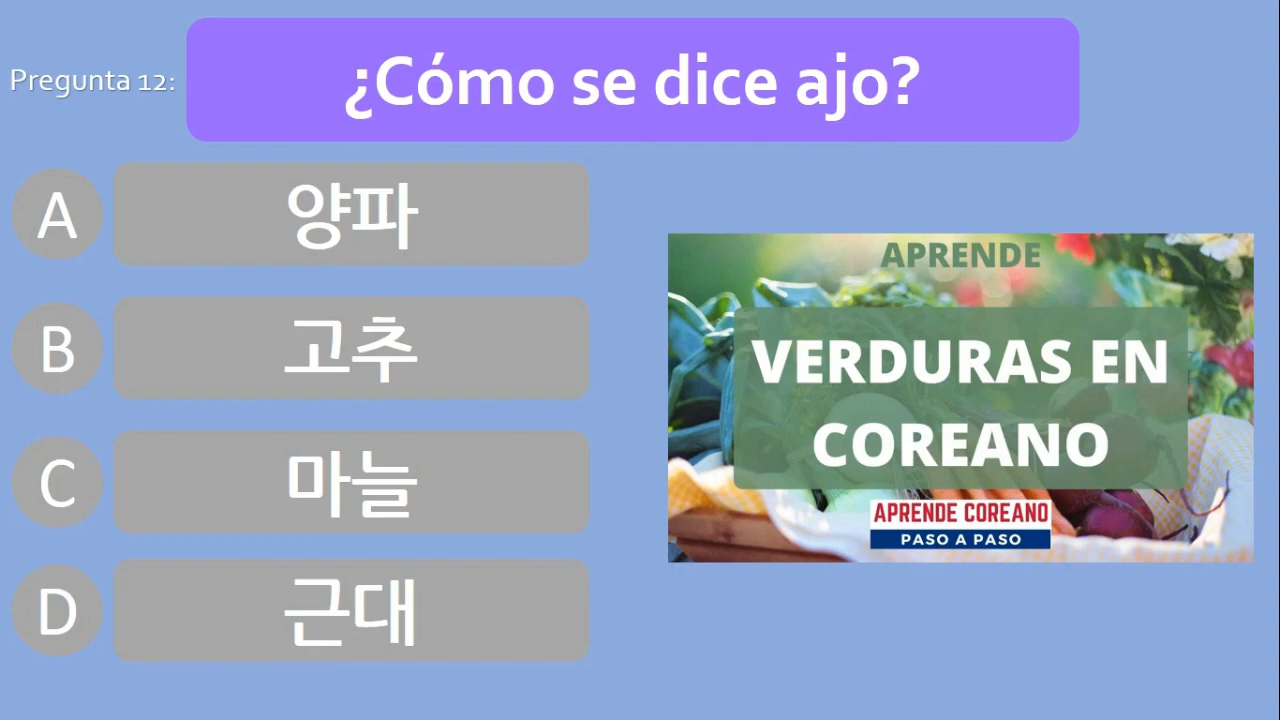 Pregunta 12:
¿Cómo se dice ajo?
A
양파
B
고추
C
마늘
D
근대
APRENDE
VERDURAS EN
COREANO
APRENDE COREANO
PASO A PASO